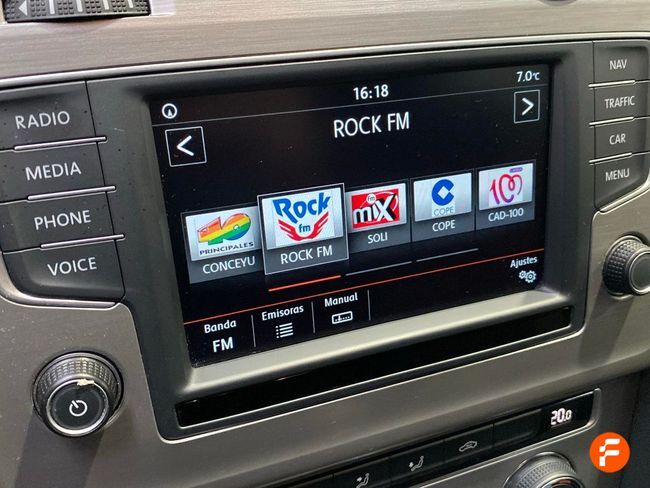 7.0°C
16:18
ROCK FM
<
>
RADIO
MEDIA
PHONE
VOICE
NAV
TRAFFIC
CAR
MENU
40
PRINCIPALES
CONCEYU
Rock
fm
ROCK FM
fm
miX
SOLI
COPE
COPE
100
CAD-100
Banda
FM
Emisoras
Manual
Ajustes
20.0
F